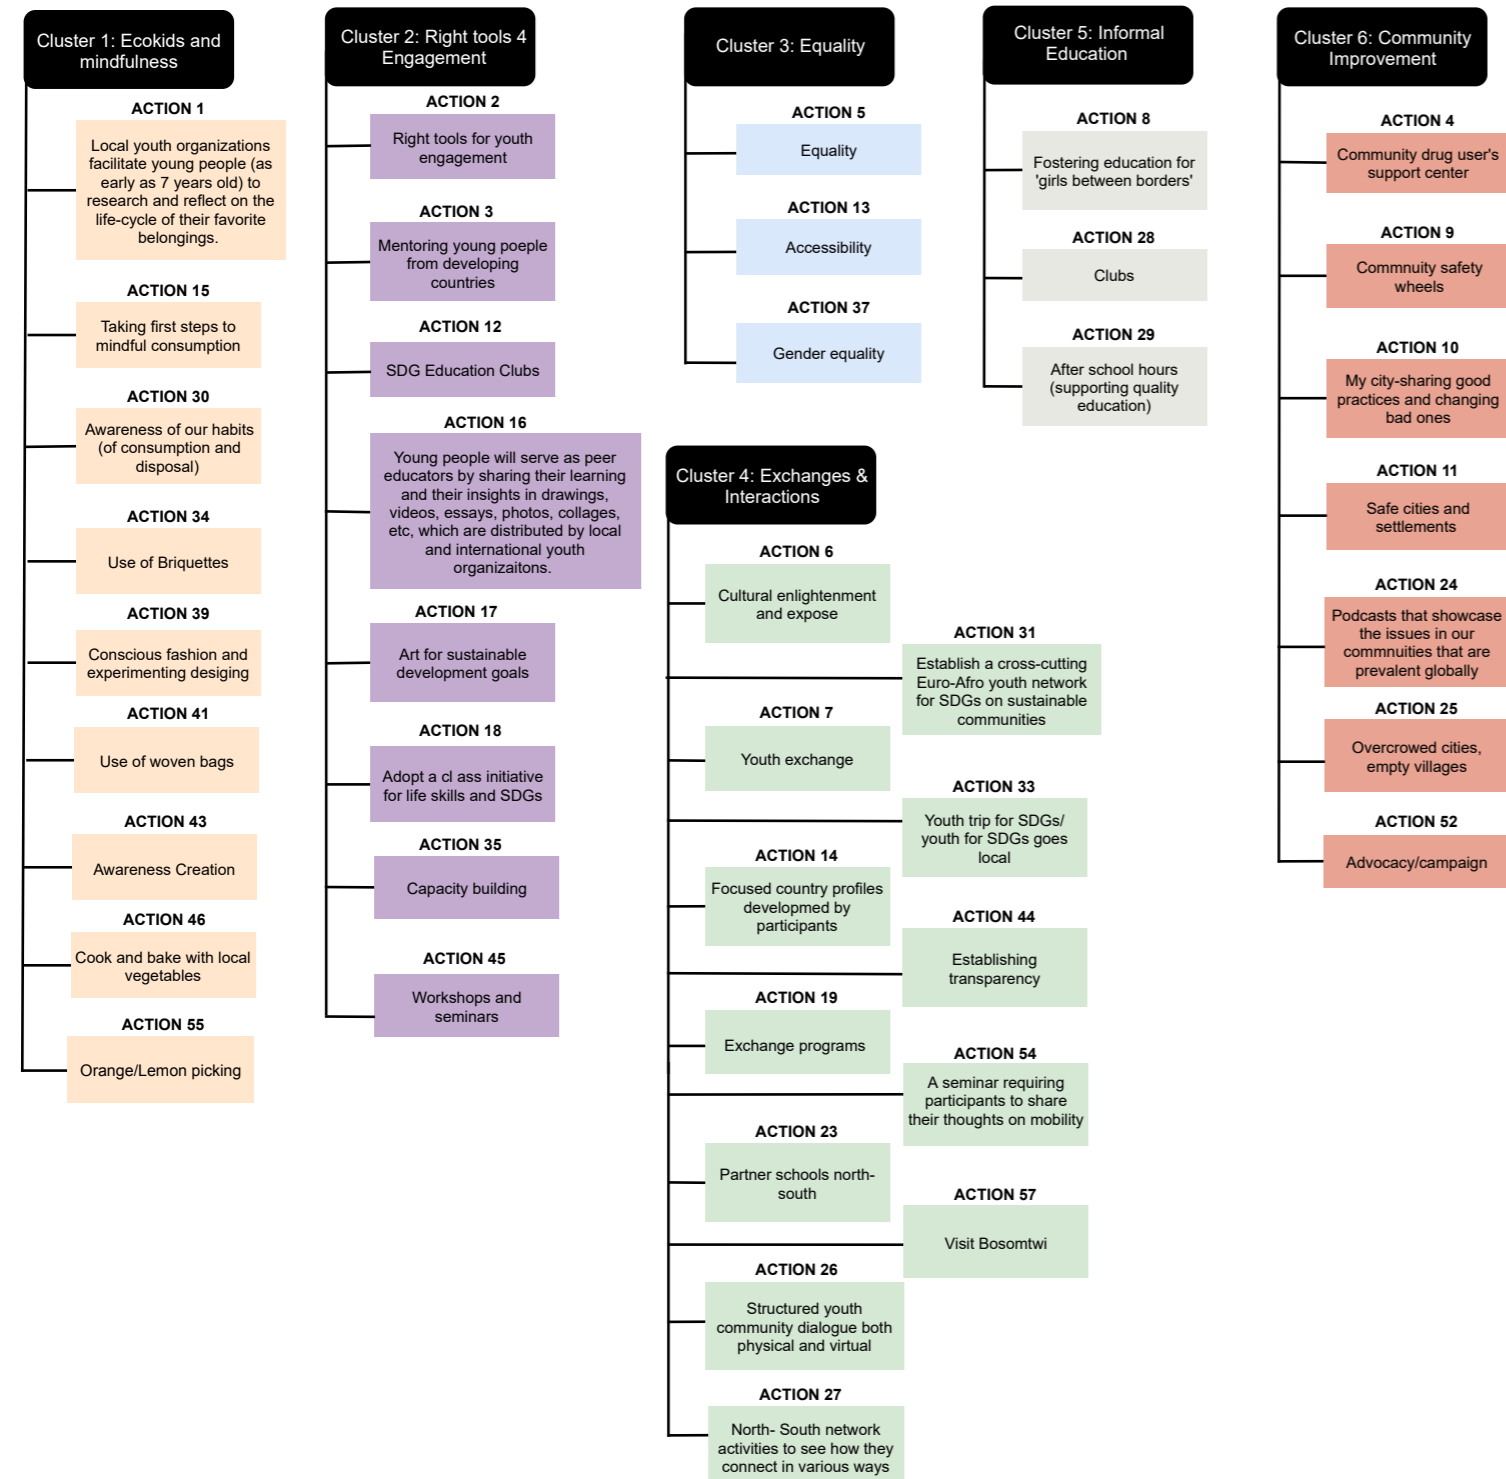 Cluster 1: Ecokids and
mindfulness
ACTION 1
Local youth organizations
facilitate young people (as
early as 7 years old) to
research and reflect on the
life-cycle of their favorite
belongings.
ACTION 15
Taking first steps to
mindful consumption
ACTION 30
Awareness of our habits
(of consumption and
disposal)
ACTION 34
Use of Briquettes
ACTION 39
Conscious fashion and
experimenting desiging
ACTION 41
Use of woven bags
ACTION 43
Awareness Creation
ACTION 46
Cook and bake with local
vegetables
ACTION 55
Orange/Lemon picking
Cluster 2: Right tools 4
Engagement
ACTION 2
Right tools for youth
engagement
ACTION 3
Mentoring young poeple
from developing
countries
ACTION 12
SDG Education Clubs
ACTION 16
Young people will serve as peer
educators by sharing their learning
and their insights in drawings,
videos, essays, photos, collages,
etc, which are distributed by local
and international youth
organizaitons.
ACTION 17
Art for sustainable
development goals
ACTION 18
Adopt a cl ass initiative
for life skills and SDGs
ACTION 35
Capacity building
ACTION 45
Workshops and
seminars
Cluster 3: Equality
ACTION 5
Equality
ACTION 13
Accessibility
ACTION 37
Gender equality
Cluster 4: Exchanges &
Interactions
ACTION 6
Cultural enlightenment
and expose
ACTION 31
Establish a cross-cutting
Euro-Afro youth network
for SDGs on sustainable
communities
ACTION 7
Youth exchange
ACTION 33
Youth trip for SDGs/
youth for SDGs goes
local
ACTION 14
Focused country profiles
developmed by
participants
ACTION 44
Establishing
transparency
ACTION 19
Exchange programs
ACTION 54
A seminar requiring
participants to share
their thoughts on mobility
ACTION 23
Partner schools north-
south
ACTION 57
Visit Bosomtwi
ACTION 26
Structured youth
community dialogue both
physical and virtual
ACTION 27
North- South network
activities to see how they
connect in various ways
Cluster 5: Informal
Education
ACTION 8
Fostering education for
'girls between borders'
ACTION 28
Clubs
ACTION 29
After school hours
(supporting quality
education)
Cluster 6: Community
Improvement
ACTION 4
Community drug user's
support center
ACTION 9
Commnuity safety
wheels
ACTION 10
My city-sharing good
practices and changing
bad ones
ACTION 11
Safe cities and
settlements
ACTION 24
Podcasts that showcase
the issues in our
commnuities that are
prevalent globally
ACTION 25
Overcrowed cities,
empty villages
ACTION 52
Advocacy/campaign